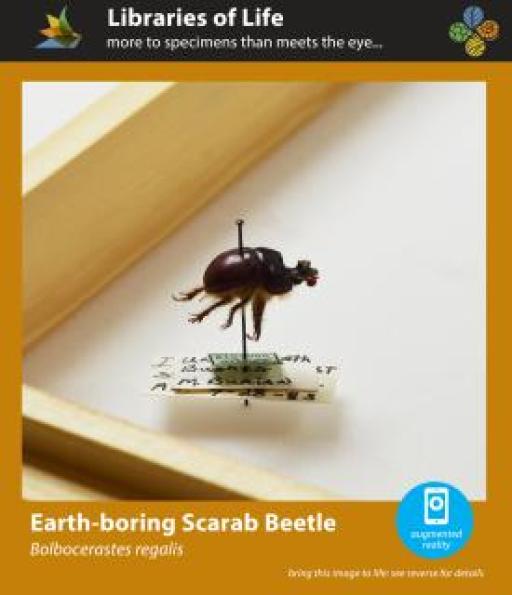 Libraries of Life
more to specimens than meets the eye...
A M
Earth-boring Scarab Beetle
Bolbocerastes regalis
augmented
reality
bring this image to life: see reverse for details